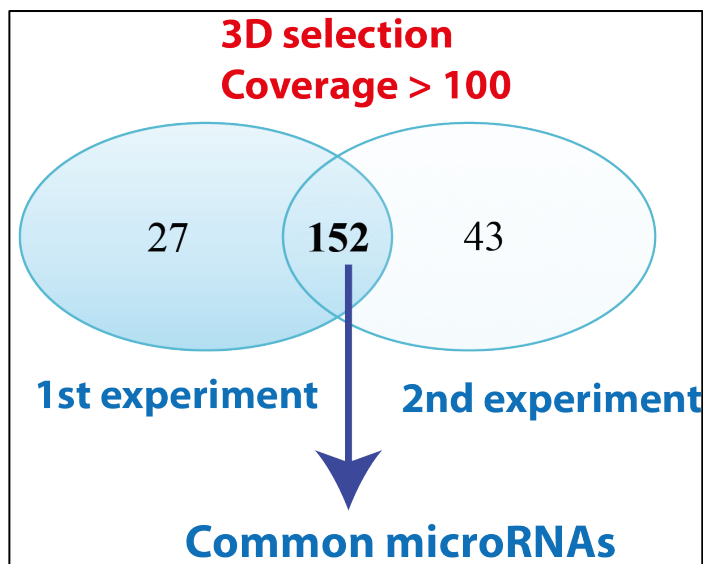 3D selection
Coverage > 100
27
152
43
1st experiment
2nd experiment
Common microRNAs